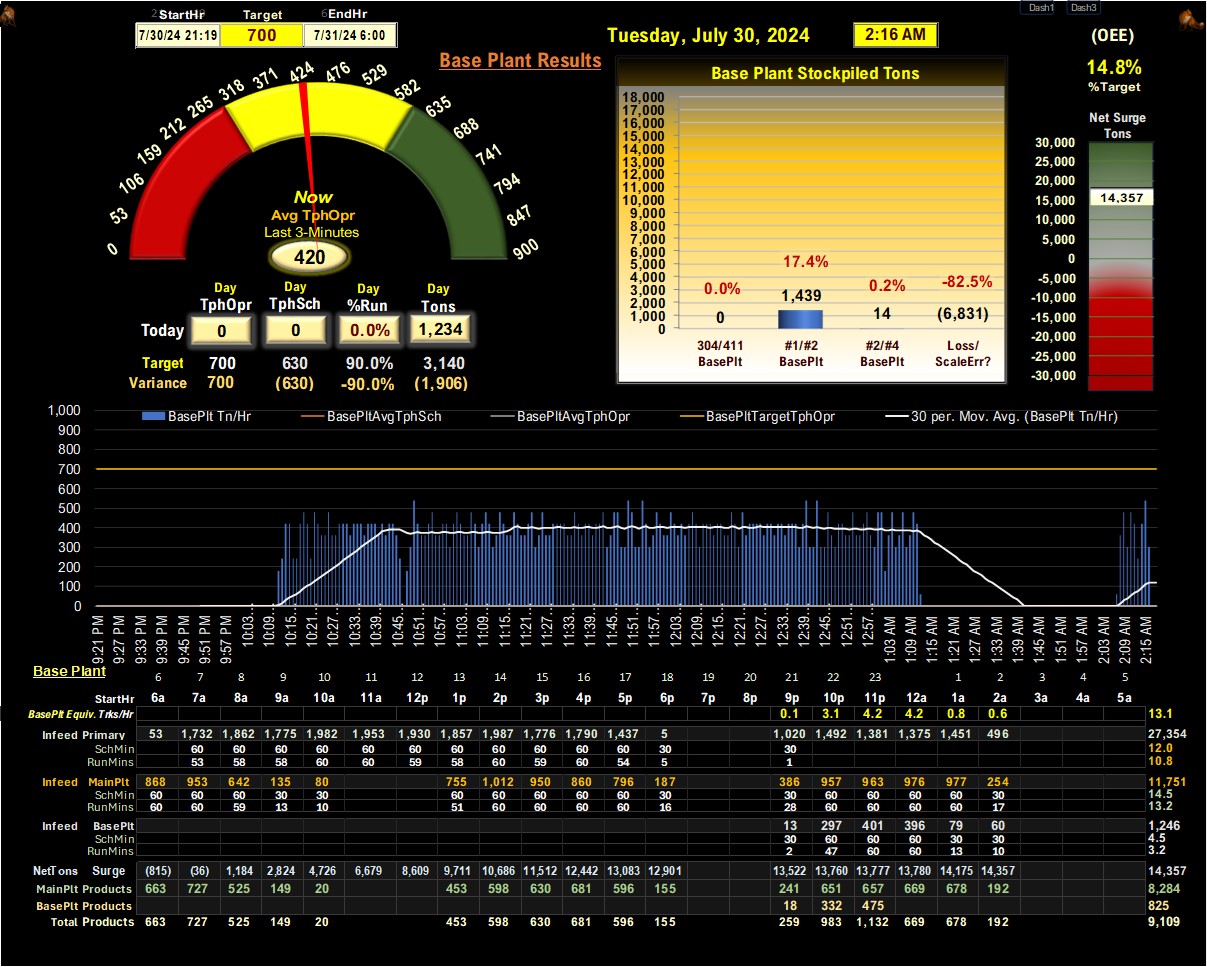 Dash1 Dash3
StartHr Target EndHr
7/30/24 21:19 700 7/31/24 6:00
Tuesday, July 30, 2024 2:16 AM (OEE)
14.8%
%Target
Base Plant Results
Base Plant Stockpiled Tons
Net Surge
Tons
0 53 106 159 212 265 318 371 424 476 529 582 635 688 741 794 847 900
Now
Avg TphOpr
Last 3-Minutes
420
18,000
17,000
16,000
15,000
14,000
13,000
12,000
11,000
10,000
9,000
8,000
7,000
6,000
5,000
4,000
3,000
2,000
1,000
0
0.0% 17.4% 0.2% -82.5%
0 1,439 14 (6,831)
304/411 #1/#2 #2/#4 Loss/
BasePlt BasePlt BasePlt ScaleErr?
30,000
25,000
20,000
15,000
14,357
10,000
5,000
0
-5,000
-10,000
-15,000
-20,000
-25,000
-30,000
Day Day Day Day
TphOpr TphSch %Run Tons
Today 0 0 0.0% 1,234
Target 700 630 90.0% 3,140
Variance 700 (630) -90.0% (1,906)
BasePlt Tn/Hr BasePltAvgTphSch BasePltAvgTphOpr BasePltTargetTphOpr 30 per. Mov. Avg. (BasePlt Tn/Hr)
1,000
900
800
700
600
500
400
300
200
100
0
9:21 PM 9:27 PM 9:33 PM 9:39 PM 9:45 PM 9:51 PM 9:57 PM 10:03... 10:09... 10:15... 10:21... 10:27... 10:33... 10:39... 10:45... 10:51... 10:57... 11:03... 11:09... 11:15... 11:21... 11:27... 11:33... 11:39... 11:45... 11:51... 11:57... 12:03... 12:09... 12:15... 12:21... 12:27... 12:33... 12:39... 12:45... 12:51... 12:57... 1:03 AM 1:09 AM 1:15 AM 1:21 AM 1:27 AM 1:33 AM 1:39 AM 1:45 AM 1:51 AM 1:57 AM 2:03 AM 2:09 AM 2:15 AM
Base Plant
6 7 8 9 10 11 12 13 14 15 16 17 18 19 20 21 22 23 1 2 3 4 5
StartHr 6a 7a 8a 9a 10a 11a 12p 1p 2p 3p 4p 5p 6p 7p 8p 9p 10p 11p 12a 1a 2a 3a 4a 5a
BasePlt Equiv. Trks/Hr 0.1 3.1 4.2 4.2 0.8 0.6 13.1
Infeed Primary 53 1,732 1,862 1,775 1,982 1,953 1,930 1,857 1,987 1,776 1,790 1,437 5 1,020 1,492 1,381 1,375 1,451 496 27,354
SchMin 60 60 60 60 60 60 60 60 60 60 60 30 30 12.0
RunMins 53 58 58 60 60 59 58 60 59 60 54 5 1 10.8
Infeed MainPlt 868 953 642 135 80 755 1,012 950 860 796 187 386 957 963 976 977 254 11,751
SchMin 60 60 60 30 30 60 60 60 60 60 30 30 60 60 60 60 30 14.5
RunMins 60 60 59 13 10 51 60 60 60 60 16 28 60 60 60 60 17 13.2
Infeed BasePlt 13 297 401 396 79 60 1,246
SchMin 30 60 60 60 30 30 4.5
RunMins 2 47 60 60 13 10 3.2
NetTons Surge (815) (36) 1,184 2,824 4,726 6,679 8,609 9,711 10,686 11,512 12,442 13,083 12,901 13,522 13,760 13,777 13,780 14,175 14,357 14,357
MainPlt Products 663 727 525 149 20 453 598 630 681 596 155 241 651 657 669 678 192 8,284
BasePlt Products 18 332 475 825
Total Products 663 727 525 149 20 453 598 630 681 596 155 259 983 1,132 669 678 192 9,109